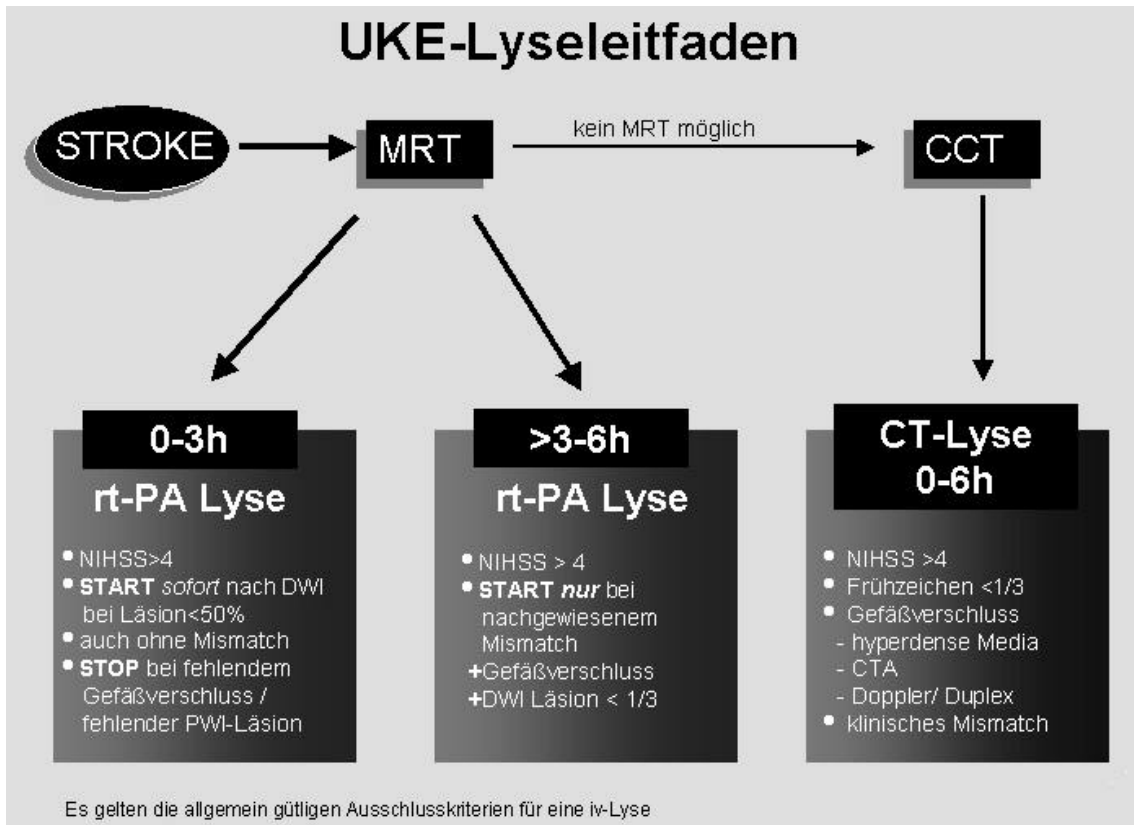 UKE-Lyseleitfaden
STROKE
MRT
kein MRT möglich
CCT
0-3h
rt-PA Lyse
• NIHSS>4
• START sofort nach DWI
bei Läsion<50%
• auch ohne Mismatch
• STOP bei fehlendem
Gefäßverschluss /
fehlender PWI-Läsion
>3-6h
rt-PA Lyse
• NIHSS > 4
• START nur bei
nachgewiesenem
Mismatch
+Gefäßverschluss
+DWI Läsion < 1/3
CT-Lyse
0-6h
• NIHSS >4
• Frühzeichen <1/3
• Gefäßverschluss
- hyperdense Media
- CTA
- Doppler/ Duplex
• klinisches Mismatch
Es gelten die allgemein gütligen Ausschlusskriterien für eine iv-Lyse